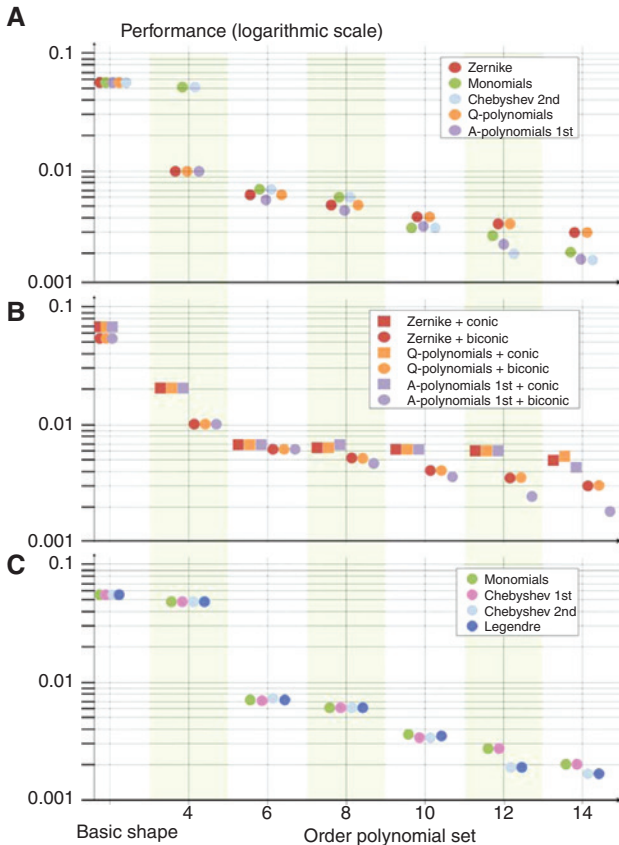 A
Performance (logarithmic scale)
0.1
0.01
0.001
Zernike
Monomials
Chebyshev 2nd
Q-polynomials
A-polynomials 1st
B
0.1
0.01
0.001
Zernike + conic
Zernike + biconic
Q-polynomials + conic
Q-polynomials + biconic
A-polynomials 1st + conic
A-polynomials 1st + biconic
C
0.1
0.01
0.001
Monomials
Chebyshev 1st
Chebyshev 2nd
Legendre
4 6 8 10 12 14
Basic shape Order polynomial set